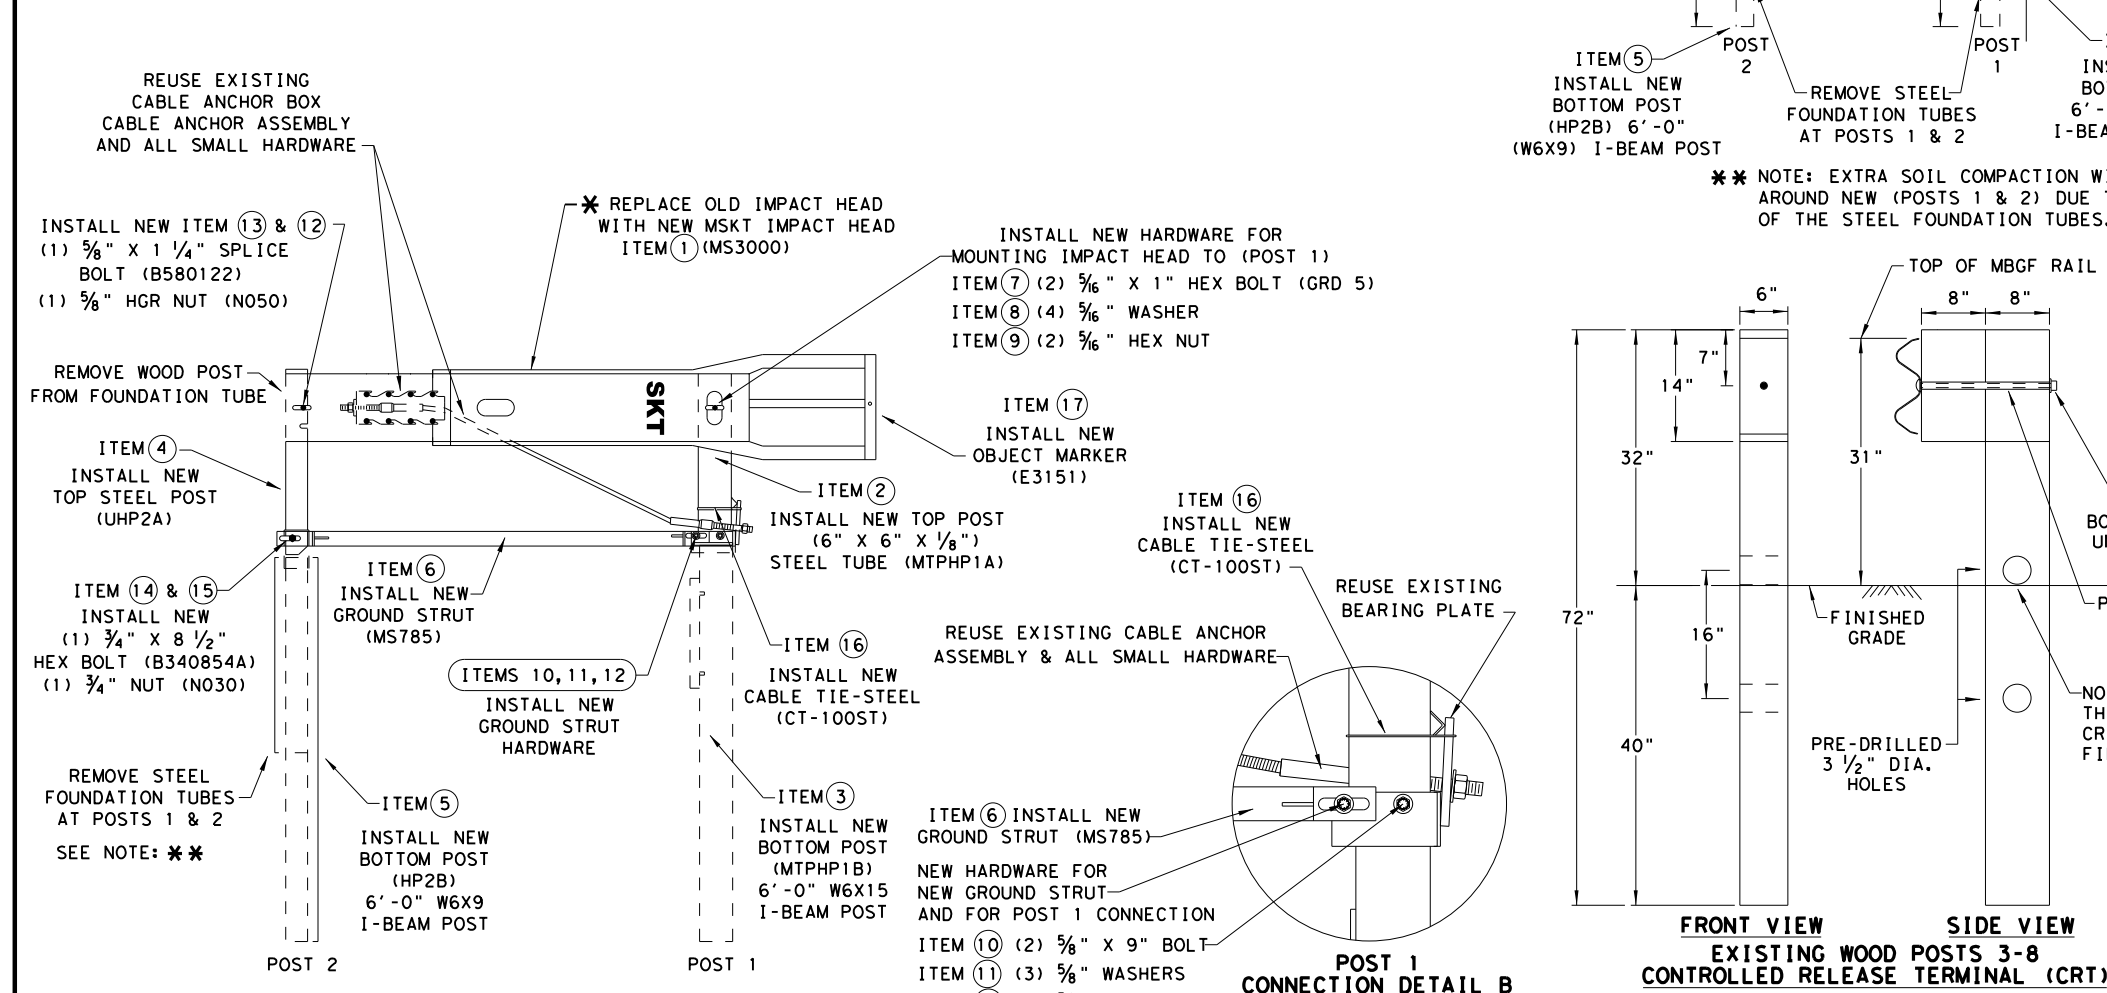 REUSE EXISTING
CABLE ANCHOR BOX
CABLE ANCHOR ASSEMBLY
AND ALL SMALL HARDWARE
INSTALL NEW ITEM 13 & 12
(1) 5/8" X 1 1/4" SPLICE
BOLT (B580122)
(1) 5/8" HGR NUT (N050)
REMOVE WOOD POST
FROM FOUNDATION TUBE
ITEM 4
INSTALL NEW
TOP STEEL POST
(UHP2A)
ITEM 14 & 15
INSTALL NEW
(1) 3/4" X 8 1/2"
HEX BOLT (B340854A)
(1) 3/4" NUT (N030)
REMOVE STEEL
FOUNDATION TUBES
AT POSTS 1 & 2
SEE NOTE: **
POST 2
* REPLACE OLD IMPACT HEAD
WITH NEW MSKT IMPACT HEAD
ITEM 1 (MS3000)
SKT
INSTALL NEW HARDWARE FOR
MOUNTING IMPACT HEAD TO (POST 1)
ITEM 7 (2) 5/16" X 1" HEX BOLT (GRD 5)
ITEM 8 (4) 5/16" WASHER
ITEM 9 (2) 5/16" HEX NUT
ITEM 17
INSTALL NEW
OBJECT MARKER
(E3151)
ITEM 2
INSTALL NEW TOP POST
(6" X 6" X 1/8")
STEEL TUBE (MTPHP1A)
ITEM 6
INSTALL NEW
GROUND STRUT
(MS785)
ITEMS 10,11,12
INSTALL NEW
GROUND STRUT
HARDWARE
ITEM 16
INSTALL NEW
CABLE TIE-STEEL
(CT-100ST)
ITEM 5
INSTALL NEW
BOTTOM POST
(HP2B)
6'-0" W6X9
I-BEAM POST
ITEM 3
INSTALL NEW
BOTTOM POST
(MTPHP1B)
6'-0" W6X15
I-BEAM POST
POST 1
ITEM 16
INSTALL NEW
CABLE TIE-STEEL
(CT-100ST)
REUSE EXISTING
BEARING PLATE
REUSE EXISTING CABLE ANCHOR
ASSEMBLY & ALL SMALL HARDWARE
ITEM 6 INSTALL NEW
GROUND STRUT (MS785)
NEW HARDWARE FOR
NEW GROUND STRUT
AND FOR POST 1 CONNECTION
ITEM 10 (2) 5/8" X 9" BOLT
ITEM 11 (3) 5/8" WASHERS
POST 1
CONNECTION DETAIL B
POST
2
POST
1
ITEM 5
INSTALL NEW
BOTTOM POST
(HP2B) 6'-0"
(W6X9) I-BEAM POST
REMOVE STEEL
FOUNDATION TUBES
AT POSTS 1 & 2
6'-
I-BEA
** NOTE: EXTRA SOIL COMPACTION
AROUND NEW (POSTS 1 & 2) DUE
OF THE STEEL FOUNDATION TUBES.
TOP OF MBGF RAIL
6"
8"
8"
7"
14"
32"
31"
72"
16"
40"
FINISHED
GRADE
PRE-DRILLED
3 1/2" DIA.
HOLES
FRONT VIEW
SIDE VIEW
EXISTING WOOD POSTS 3-8
CONTROLLED RELEASE TERMINAL (CRT)